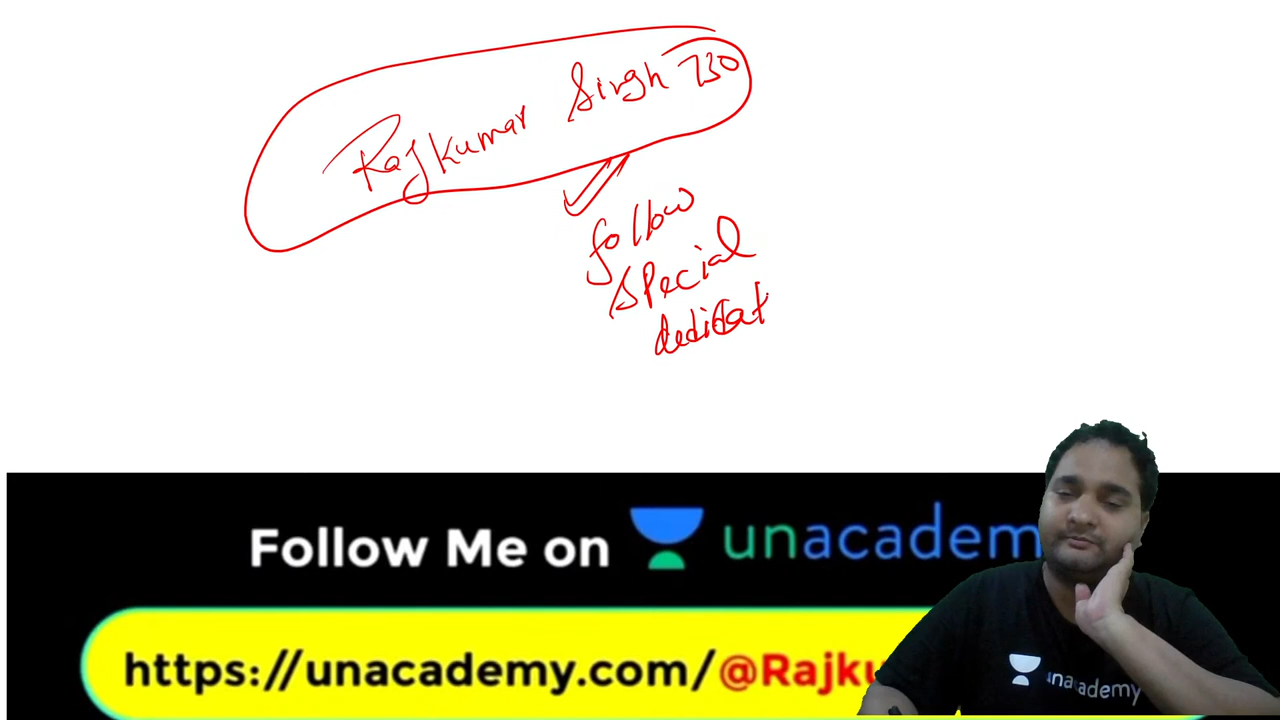 Rajkumar Singh 730
follow
special
dedicat
Follow Me on unacadem
https://unacademy.com/@Rajku
unacademy